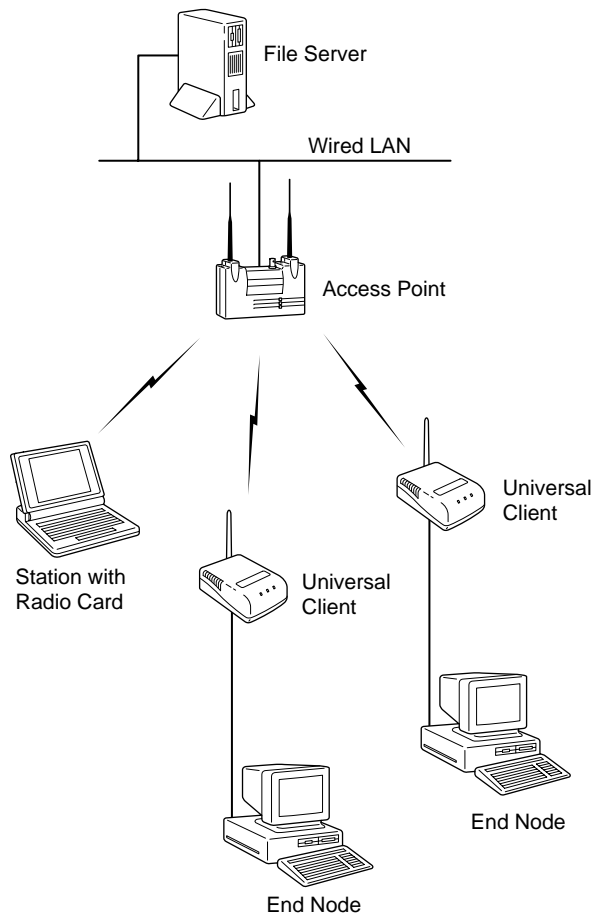 File Server
Wired LAN
Access Point
Universal
Client
Station with
Radio Card
Universal
Client
End Node
End Node